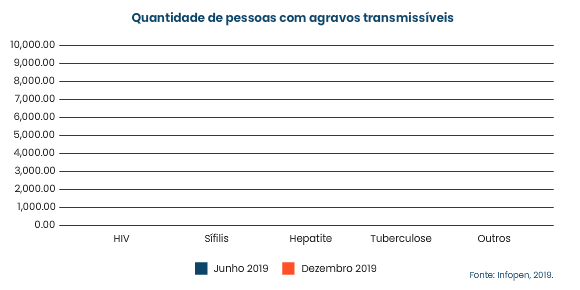 Quantidade de pessoas com agravos transmissíveis
10,000.00
9,000.00
8,000.00
7,000.00
6,000.00
5,000.00
4,000.00
3,000.00
2,000.00
1,000.00
0.00
HIV Sífilis Hepatite Tuberculose Outros
Junho 2019 Dezembro 2019
Fonte: Infopen, 2019.